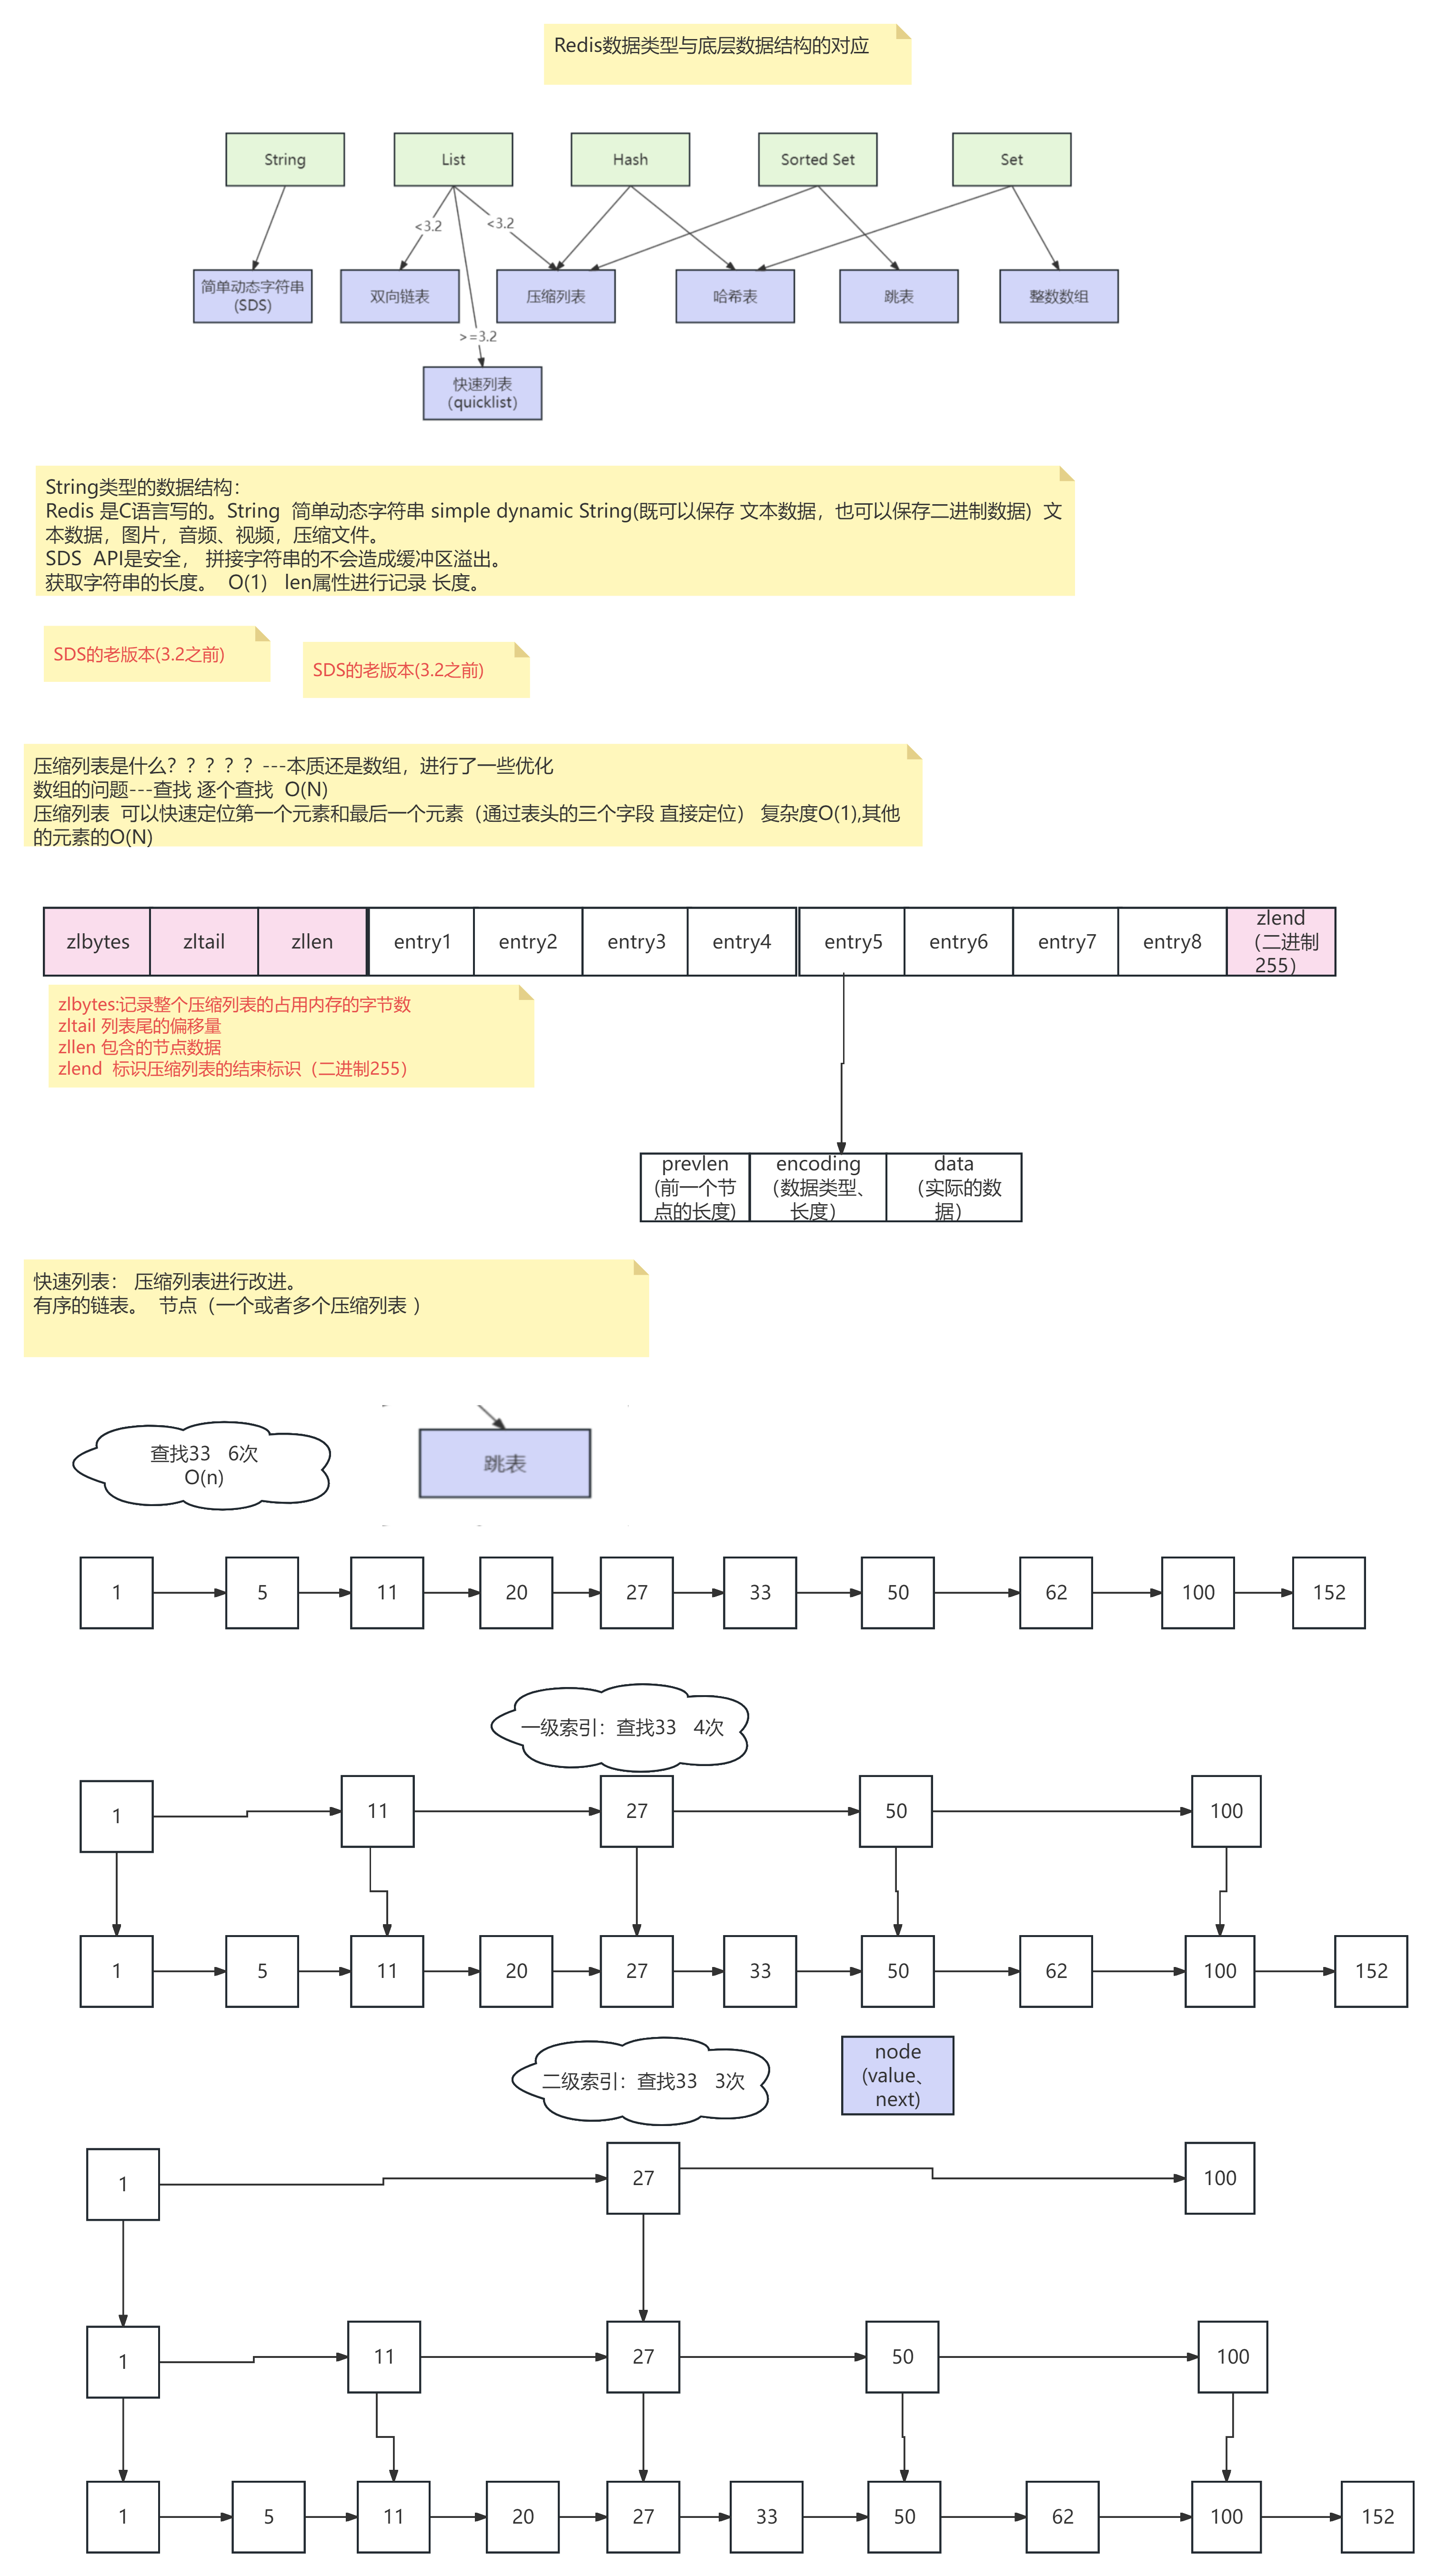 Redis数据类型与底层数据结构的对应
String
List
Hash
Sorted Set
Set
<3.2
<3.2
简单动态字符串
(SDS)
双向链表
压缩列表
哈希表
跳表
整数数组
>=3.2
快速列表
（quicklist）
String类型的数据结构：
Redis 是C语言写的。String 简单动态字符串 simple dynamic String(既可以保存 文本数据，也可以保存二进制数据）文
本数据，图片，音频、视频，压缩文件。
SDS API是安全， 拼接字符串的不会造成缓冲区溢出。
获取字符串的长度。 O(1) len属性进行记录 长度。
SDS的老版本(3.2之前)
SDS的老版本(3.2之前)
压缩列表是什么？？？？？---本质还是数组，进行了一些优化
数组的问题---查找 逐个查找 O(N)
压缩列表 可以快速定位第一个元素和最后一个元素（通过表头的三个字段 直接定位） 复杂度O(1),其他
的元素的O(N)
zlbytes
zltail
zllen
entry1
entry2
entry3
entry4
entry5
entry6
entry7
entry8
zlend
（二进制
255）
zlbytes:记录整个压缩列表的占用内存的字节数
zltail 列表尾的偏移量
zllen 包含的节点数据
zlend 标识压缩列表的结束标识（二进制255）
prevlen
(前一个节
点的长度)
encoding
（数据类型、
长度）
data
（实际的数
据）
快速列表： 压缩列表进行改进。
有序的链表。 节点（一个或者多个压缩列表 ）
查找33 6次
O(n)
跳表
1
5
11
20
27
33
50
62
100
152
一级索引：查找33 4次
1
11
27
50
100
1
5
11
20
27
33
50
62
100
152
二级索引：查找33 3次
node
(value、
next)
1
27
100
1
11
27
50
100
1
5
11
20
27
33
50
62
100
152